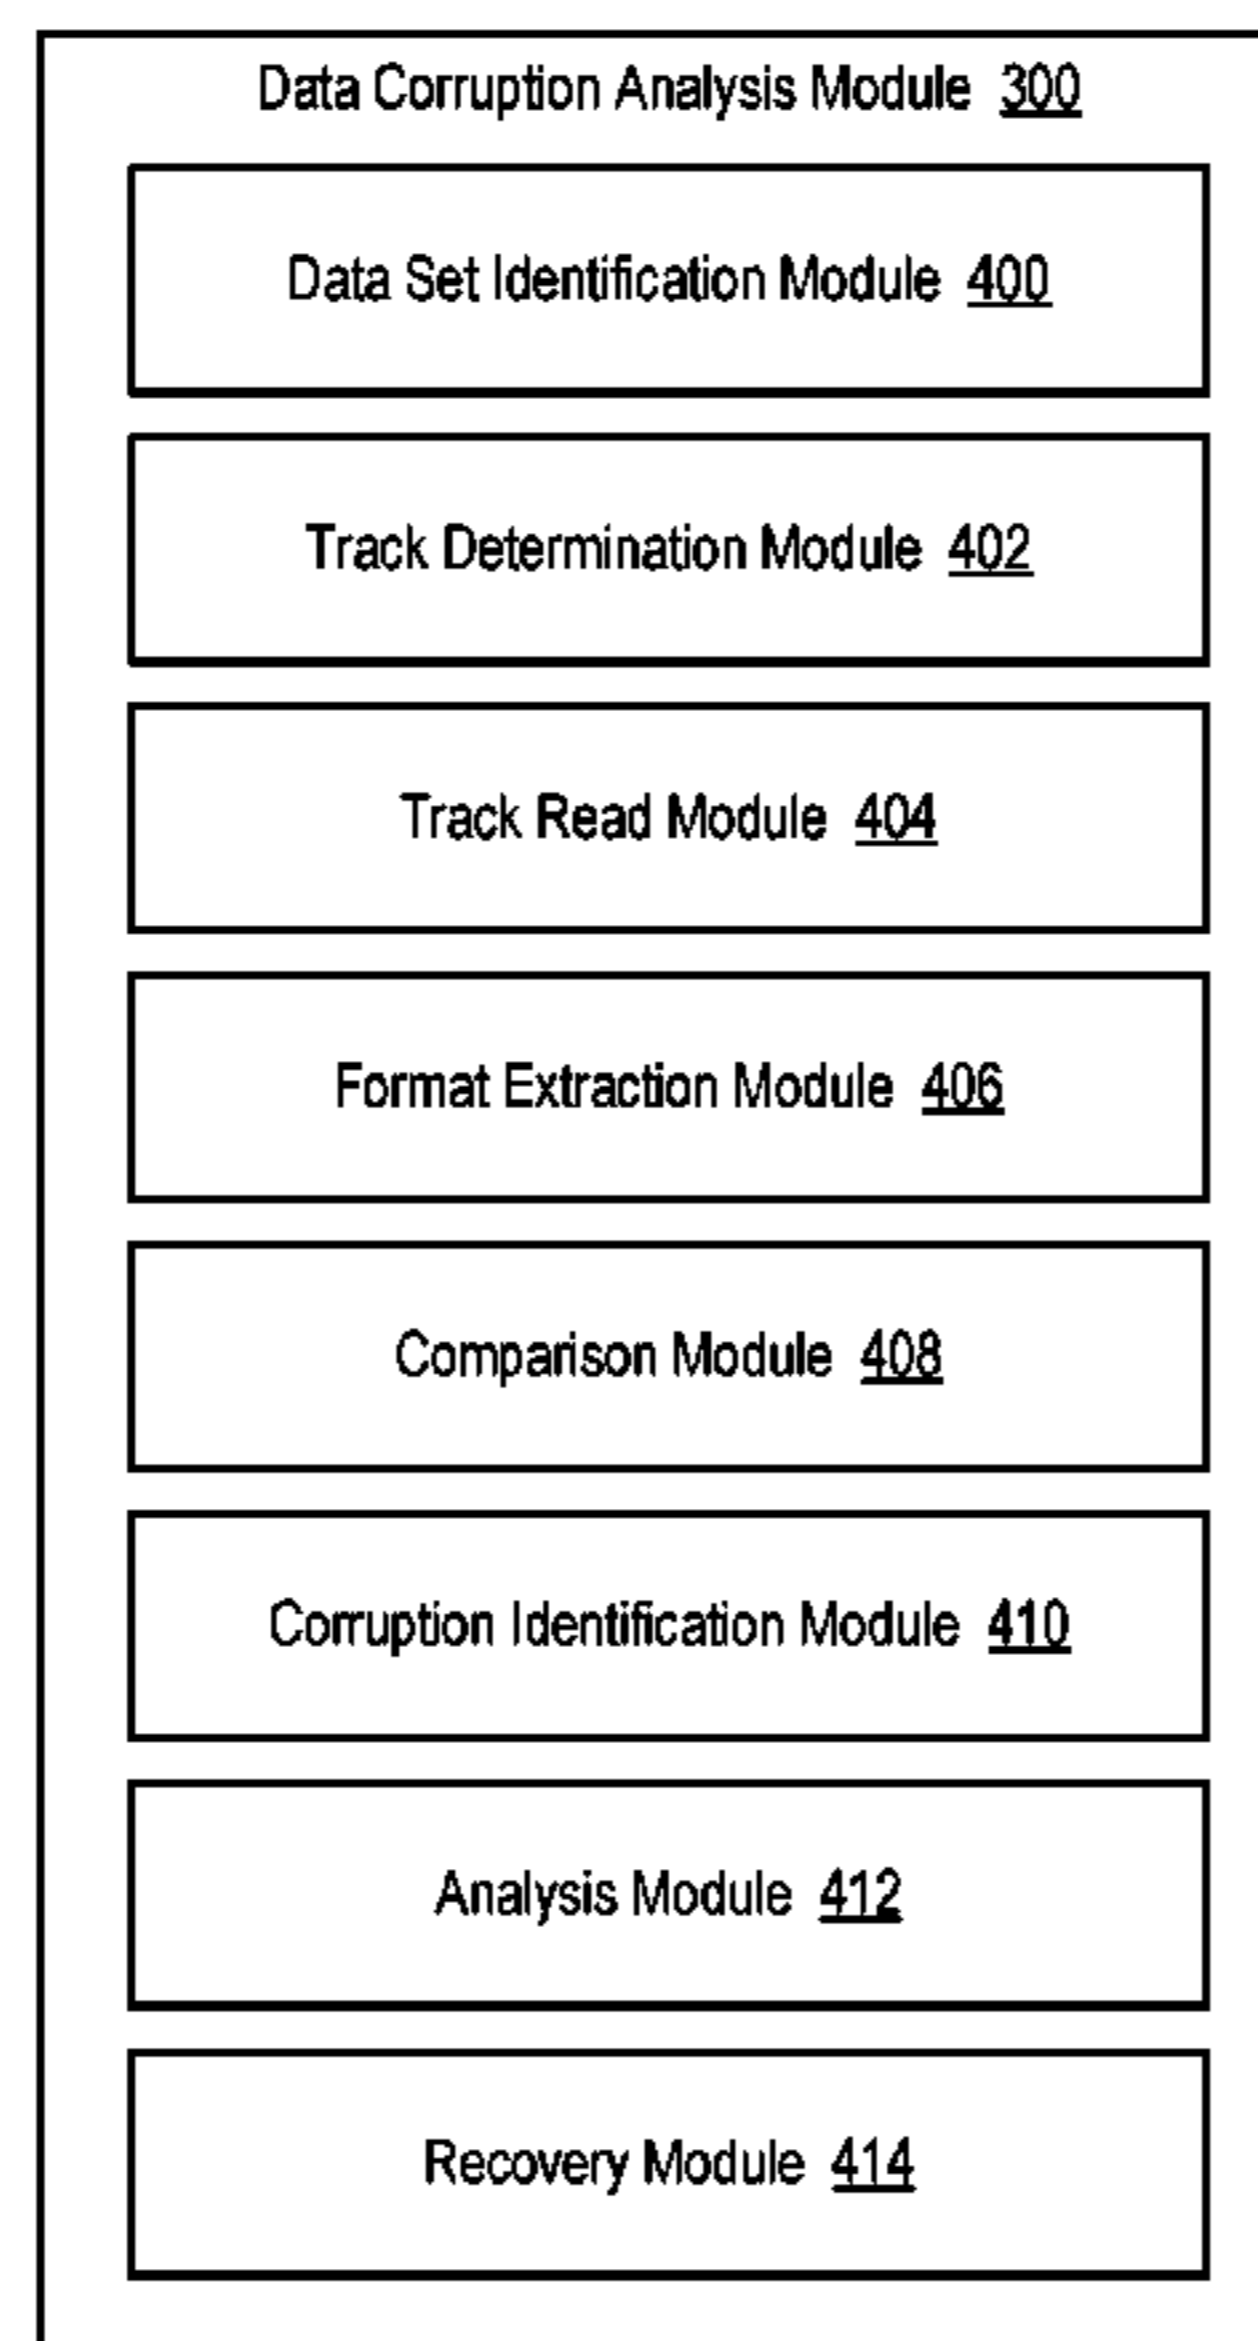 Data Corruption Analysis Module 300
Data Set Identification Module 400
Track Determination Module 402
Track Read Module 404
Format Extraction Module 406
Comparison Module 408
Corruption Identification Module 410
Analysis Module 412
Recovery Module 414